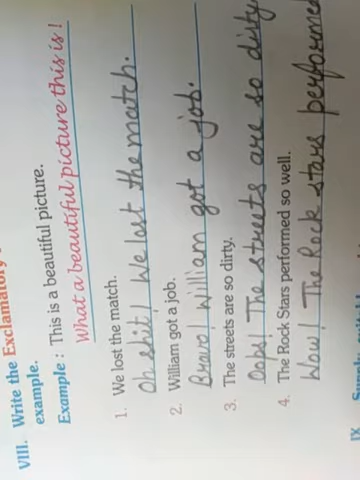 VIII. Write the Exclamatory
example.
Example : This is a beautiful picture.
What a beautiful picture this is!
1. We lost the match.
Oh shit! We lost the match.
2. William got a job.
Bravo! William got a job.
3. The streets are so dirty.
Oops! The streets are so dirty
4. The Rock Stars performed so well.
Wow! The Rock stars performed
IX